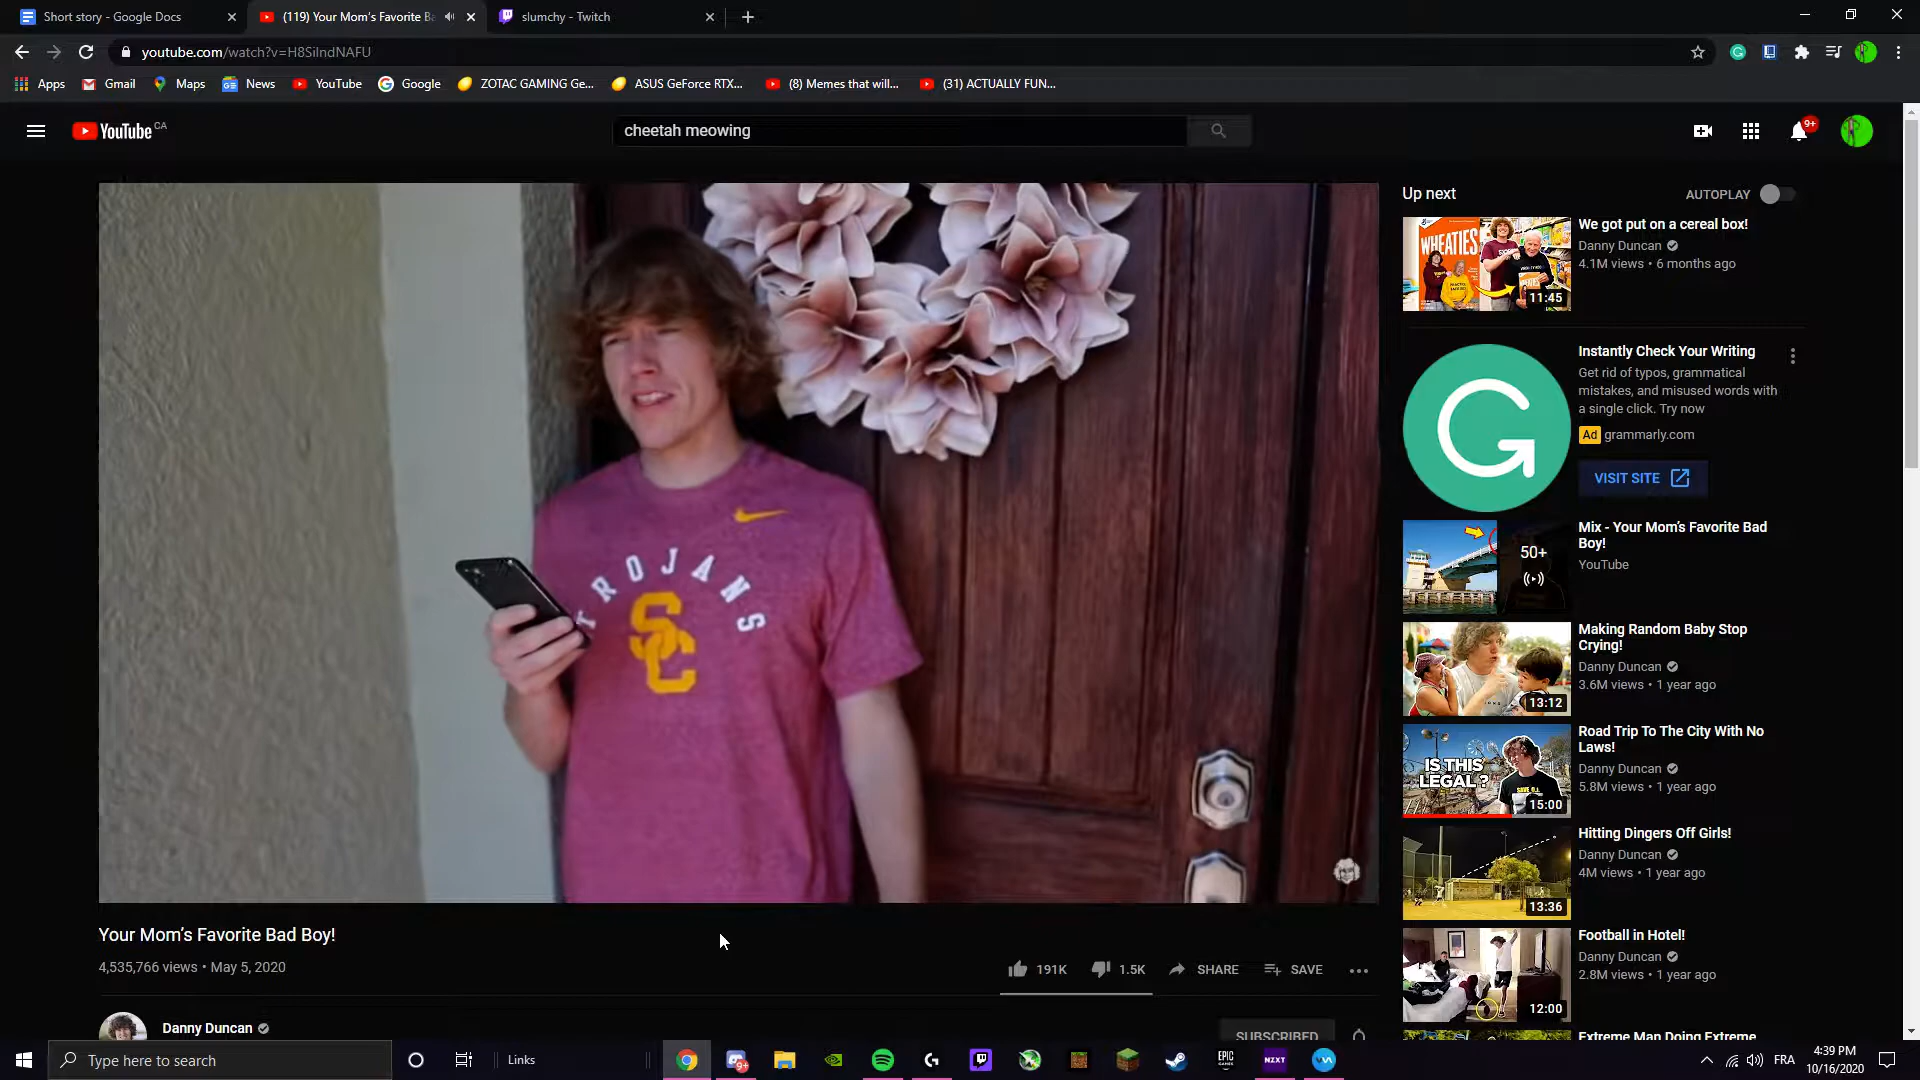 Short story - Google Docs
(119) Your Mom's Favorite Ba
slumchy - Twitch
youtube.com/watch?v=H8SiIndNAFU
Apps
Gmail
Maps
News
YouTube
Google
ZOTAC GAMING Ge...
ASUS GeForce RTX...
(8) Memes that will...
(31) ACTUALLY FUN...
YouTube CA
cheetah meowing
9+
TROJANS
SC
Your Mom's Favorite Bad Boy!
4,535,766 views • May 5, 2020
191K
1.5K
SHARE
SAVE
Danny Duncan
SUBSCRIBED
Up next
AUTOPLAY
WHEATIES
11:45
We got put on a cereal box!
Danny Duncan
4.1M views • 6 months ago
Instantly Check Your Writing
Get rid of typos, grammatical
mistakes, and misused words with
a single click. Try now
Ad grammarly.com
VISIT SITE
50+
Mix - Your Mom's Favorite Bad
Boy!
YouTube
13:12
Making Random Baby Stop
Crying!
Danny Duncan
3.6M views • 1 year ago
IS THIS
LEGAL?
SAVE O.J.
15:00
Road Trip To The City With No
Laws!
Danny Duncan
5.8M views • 1 year ago
13:36
Hitting Dingers Off Girls!
Danny Duncan
4M views • 1 year ago
12:00
Football in Hotel!
Danny Duncan
2.8M views • 1 year ago
Extreme Man Doing Extreme
Type here to search
Links
9+
EPIC
GAMES
NZXT
FRA
4:39 PM
10/16/2020